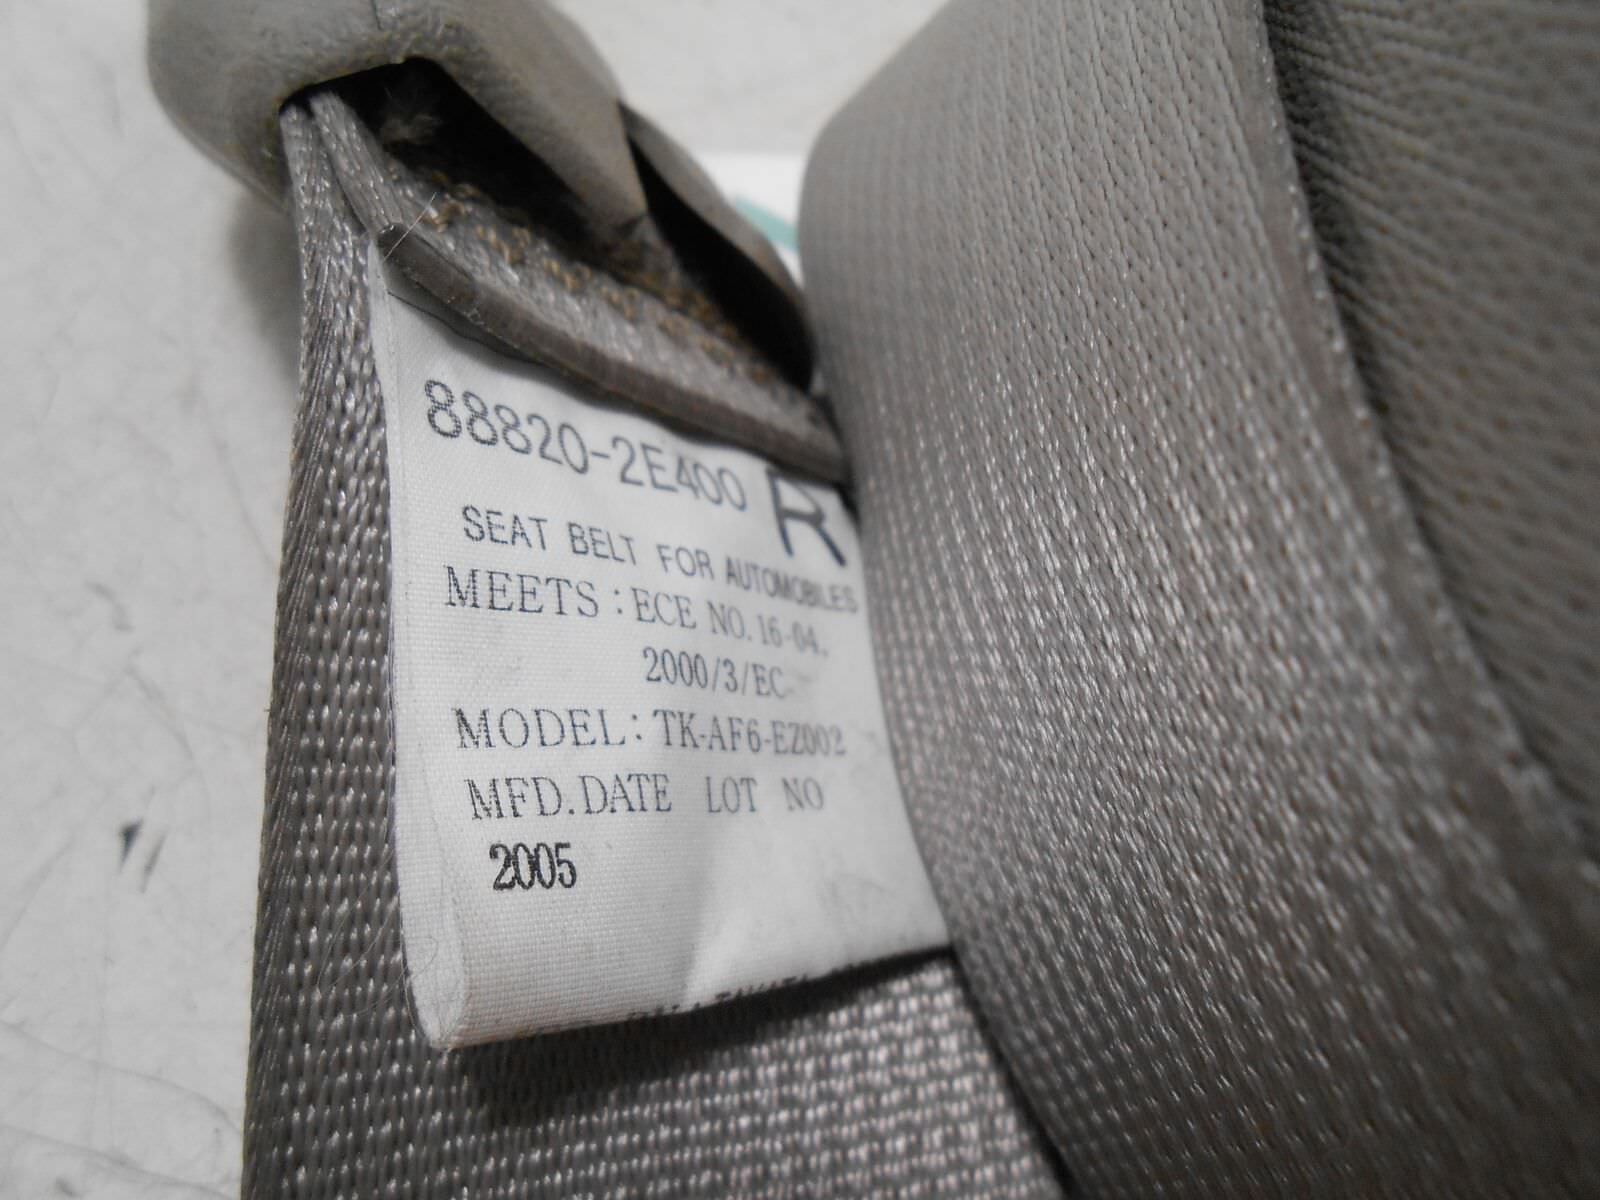 88820-2E400 R
SEAT BELT FOR AUTOMOBILES
MEETS : ECE NO. 16-04.
2000/3/EC
MODEL: TK-AF6-EZ002
MFD. DATE LOT NO
2005